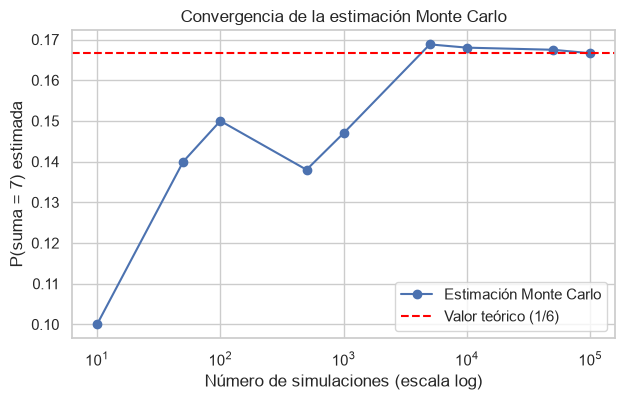 Convergencia de la estimación Monte Carlo
P(suma = 7) estimada
0.17
0.16
0.15
0.14
0.13
0.12
0.11
0.10
Estimación Monte Carlo
Valor teórico (1/6)
10¹ 10² 10³ 10⁴ 10⁵
Número de simulaciones (escala log)